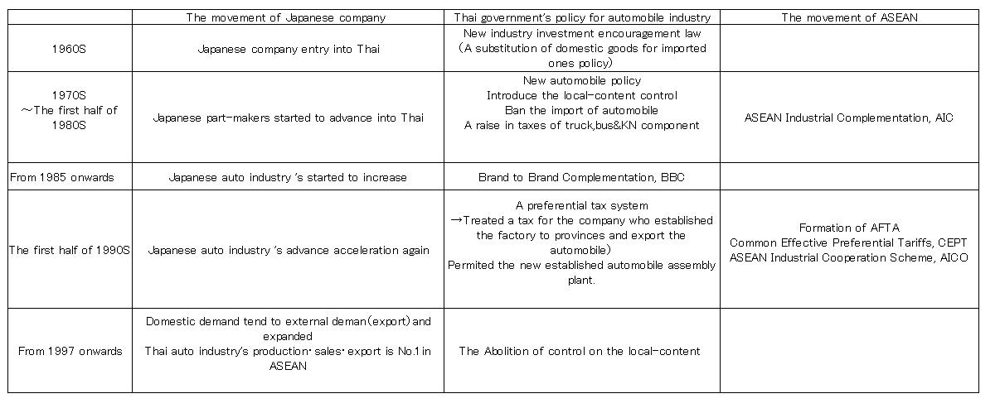 The movement of Japanese company
Thai government's policy for automobile industry
The movement of ASEAN
1960S
Japanese company entry into Thai
New industry investment encouragement law
(A substitution of domestic goods for imported
ones policy)
1970S
～The first half of
1980S
Japanese part-makers started to advance into Thai
New automobile policy
Introduce the local-content control
Ban the import of automobile
A raise in taxes of truck,bus&KN component
ASEAN Industrial Complementation, AIC
From 1985 onwards
Japanese auto industry 's started to increase
Brand to Brand Complementation, BBC
The first half of 1990S
Japanese auto industry 's advance acceleration again
A preferential tax system
→Treated a tax for the company who established
the factory to provinces and export the
automobile)
Permited the new established automobile assembly
plant.
Formation of AFTA
Common Effective Preferential Tariffs, CEPT
ASEAN Industrial Cooperation Scheme, AICO
From 1997 onwards
Domestic demand tend to external deman(export)and
expanded
Thai auto industry's production･sales･export is No.1 in
ASEAN
The Abolition of control on the local-content